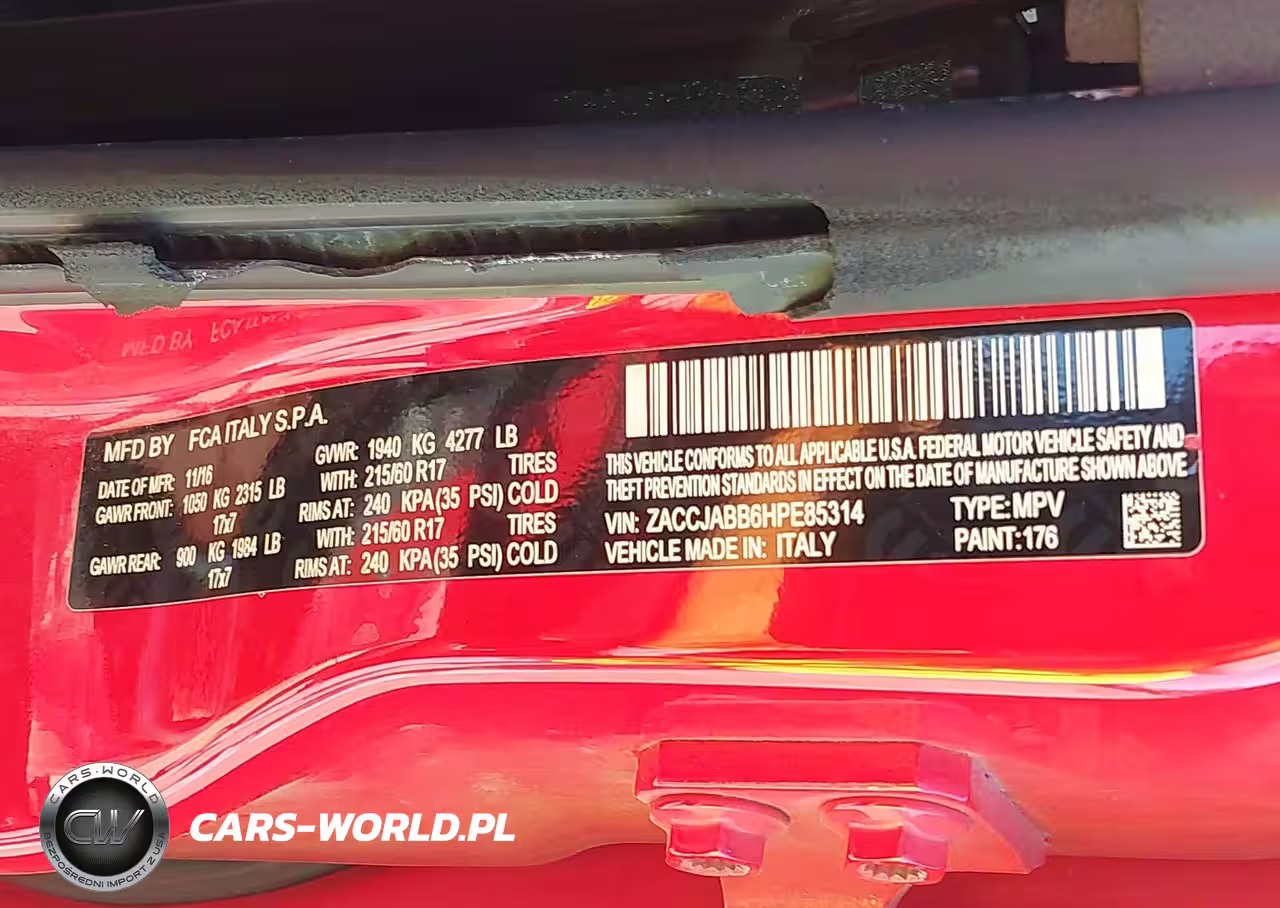 MFD BY FCA ITALY S.P.A.
DATE OF MFR: 11/16
GVWR: 1940 KG 4277 LB
GAWR FRONT: 1050 KG 2315 LB
WITH: 215/60 R17 TIRES
17x7
RIMS AT: 240 KPA(35 PSI) COLD
GAWR REAR: 900 KG 1984 LB
WITH: 215/60 R17 TIRES
17x7
RIMS AT: 240 KPA(35 PSI) COLD
THIS VEHICLE CONFORMS TO ALL APPLICABLE U.S.A. FEDERAL MOTOR VEHICLE SAFETY AND
THEFT PREVENTION STANDARDS IN EFFECT ON THE DATE OF MANUFACTURE SHOWN ABOVE
VIN: ZACCJABB6HPE85314 TYPE: MPV
VEHICLE MADE IN: ITALY PAINT:176
CARS-WORLD
CW
BEZPOŚREDNI IMPORT Z USA
CARS-WORLD.PL